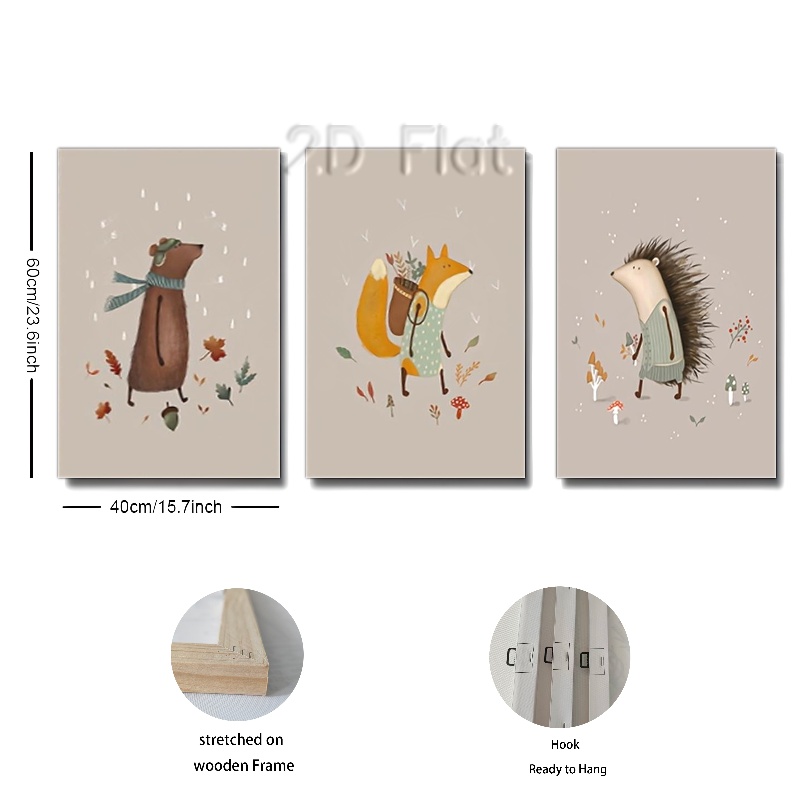 2D Flat
60cm/23.6inch
40cm/15.7inch
stretched on
wooden Frame
Hook
Ready to Hang